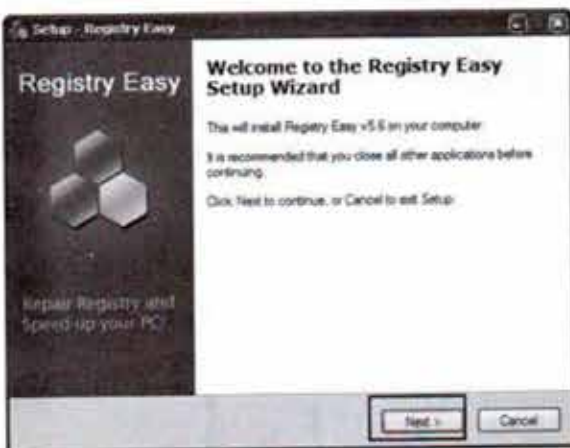 Setup - Registry Easy
Registry Easy
Repair Registry and
Speed up your PC!
Welcome to the Registry Easy
Setup Wizard
This will install Registry Easy v5.6 on your computer.
It is recommended that you close all other applications before
continuing.
Click Next to continue, or Cancel to exit Setup.
Next >
Cancel